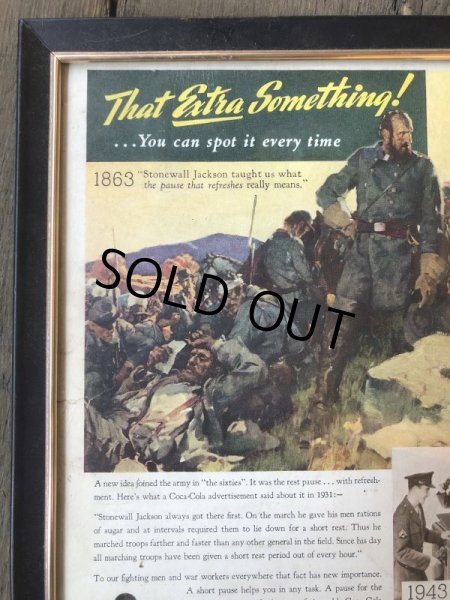 That Extra Something!
...You can spot it every time
1863 "Stonewall Jackson taught us what
the pause that refreshes really means."
SOLD OUT
A new idea joined the army in "the sixties". It was the rest pause . . . with refresh-
ment. Here's what a Coca-Cola advertisement said about it in 1931:—
"Stonewall Jackson always got there first. On the march he gave his men rations
of sugar and at intervals required them to lie down for a short rest. Thus he
marched troops farther and faster than any other general in the field. Since his day
all marching troops have been given a short rest period out of every hour."
1943
To our fighting men and war workers everywhere that fact has new importance.
A short pause helps you in any task. A pause for the